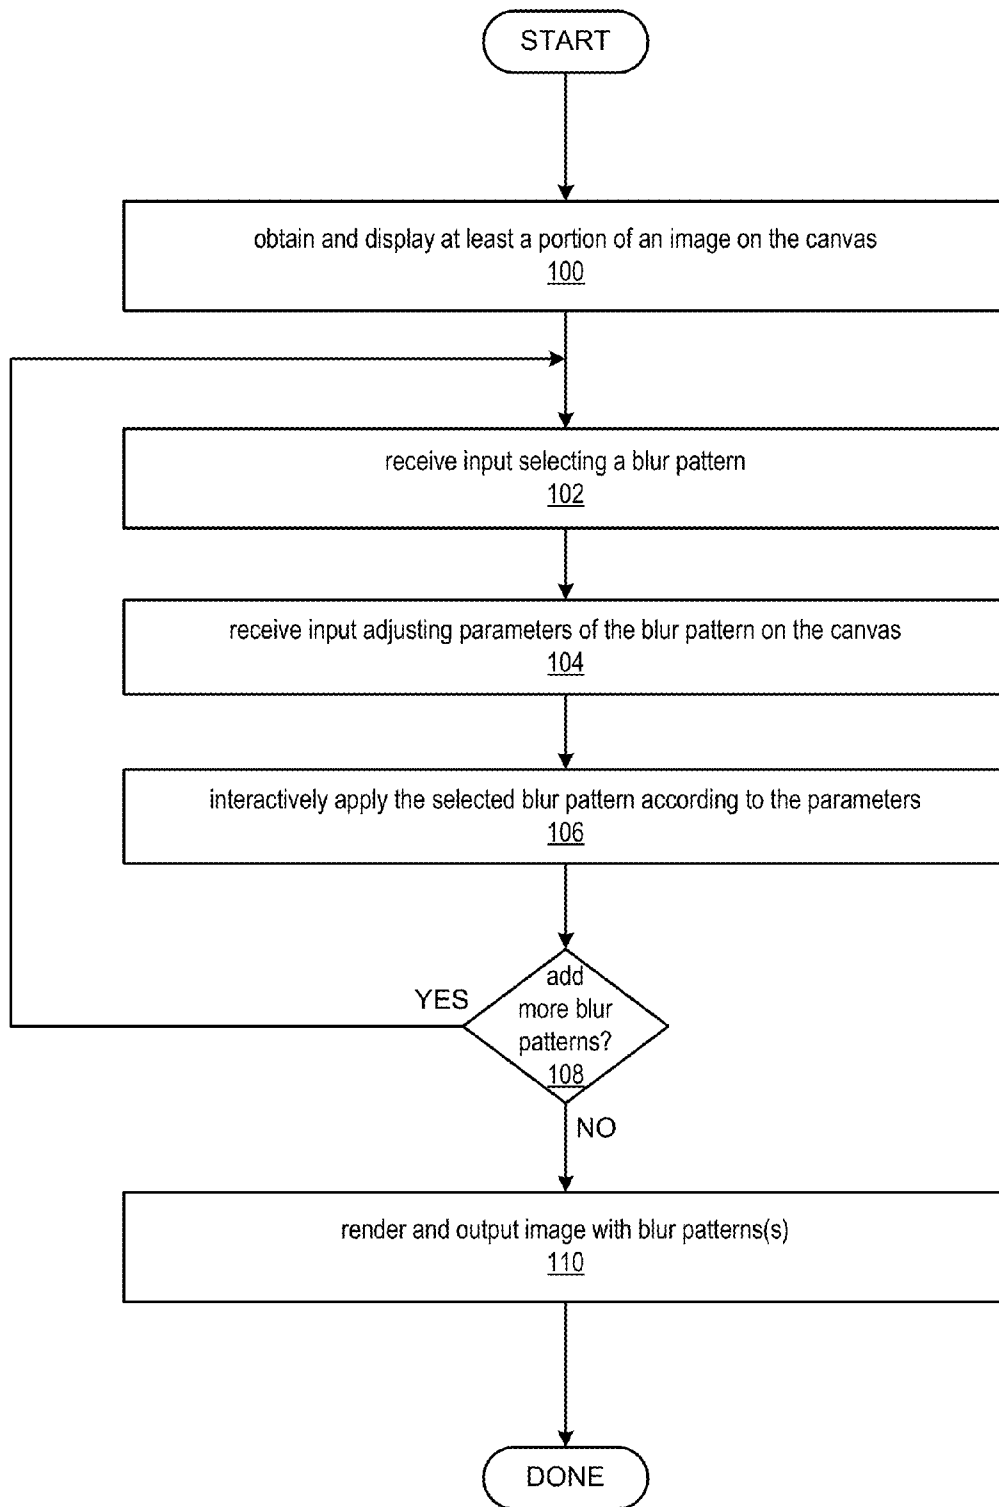 START
obtain and display at least a portion of an image on the canvas
100
receive input selecting a blur pattern
102
receive input adjusting parameters of the blur pattern on the canvas
104
interactively apply the selected blur pattern according to the parameters
106
YES
add
more blur
patterns?
108
NO
render and output image with blur patterns(s)
110
DONE